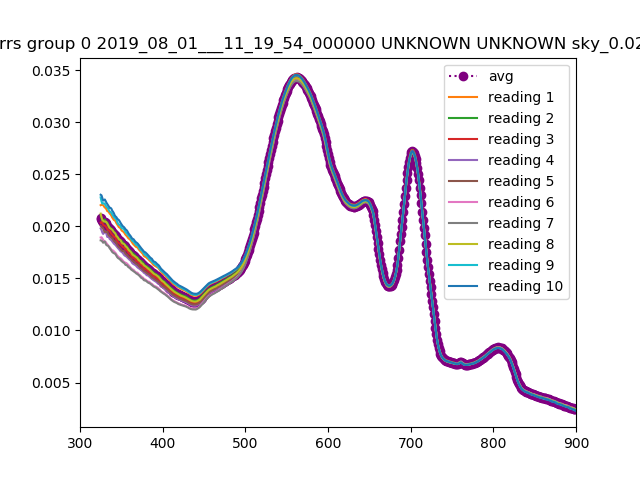 rrs group 0 2019_08_01___11_19_54_000000 UNKNOWN UNKNOWN sky_0.02
0.035
0.030
0.025
0.020
0.015
0.010
0.005
300 400 500 600 700 800 900
avg
reading 1
reading 2
reading 3
reading 4
reading 5
reading 6
reading 7
reading 8
reading 9
reading 10